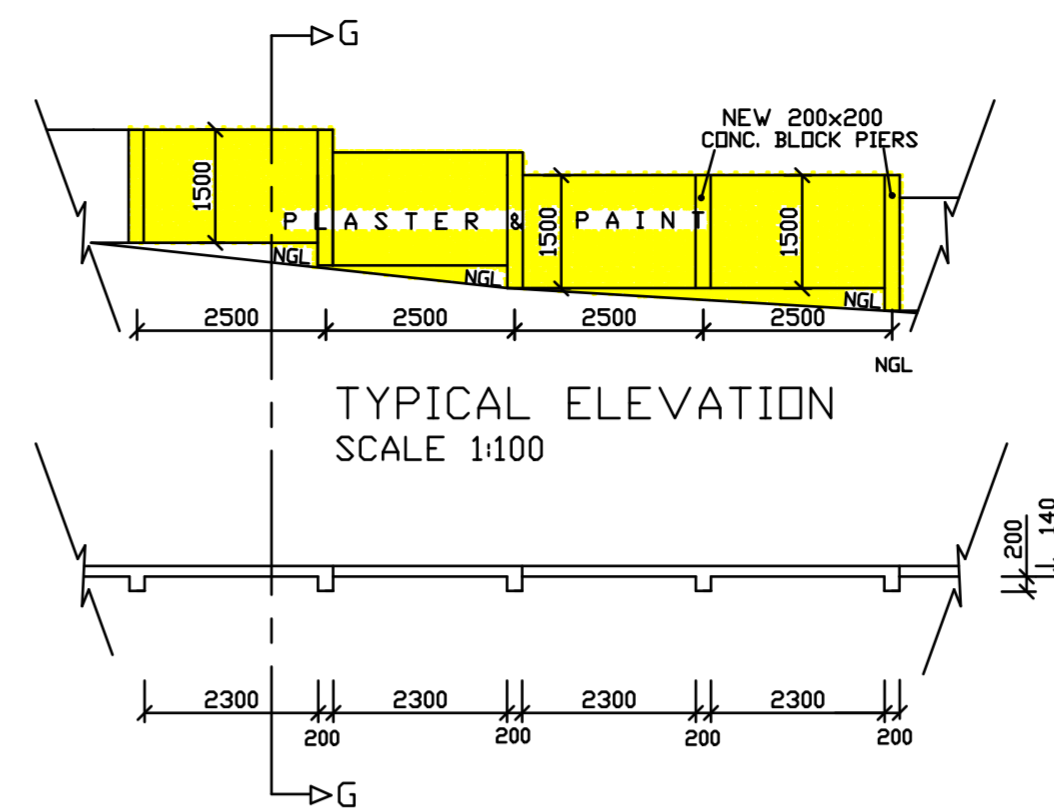 G
NEW 200x200
CONC. BLOCK PIERS
1500
PLASTER & PAINT
1500
1500
NGL
NGL
NGL
2500
2500
2500
2500
NGL
TYPICAL ELEVATION
SCALE 1:100
200
140
2300
2300
2300
2300
200
200
200
200
G